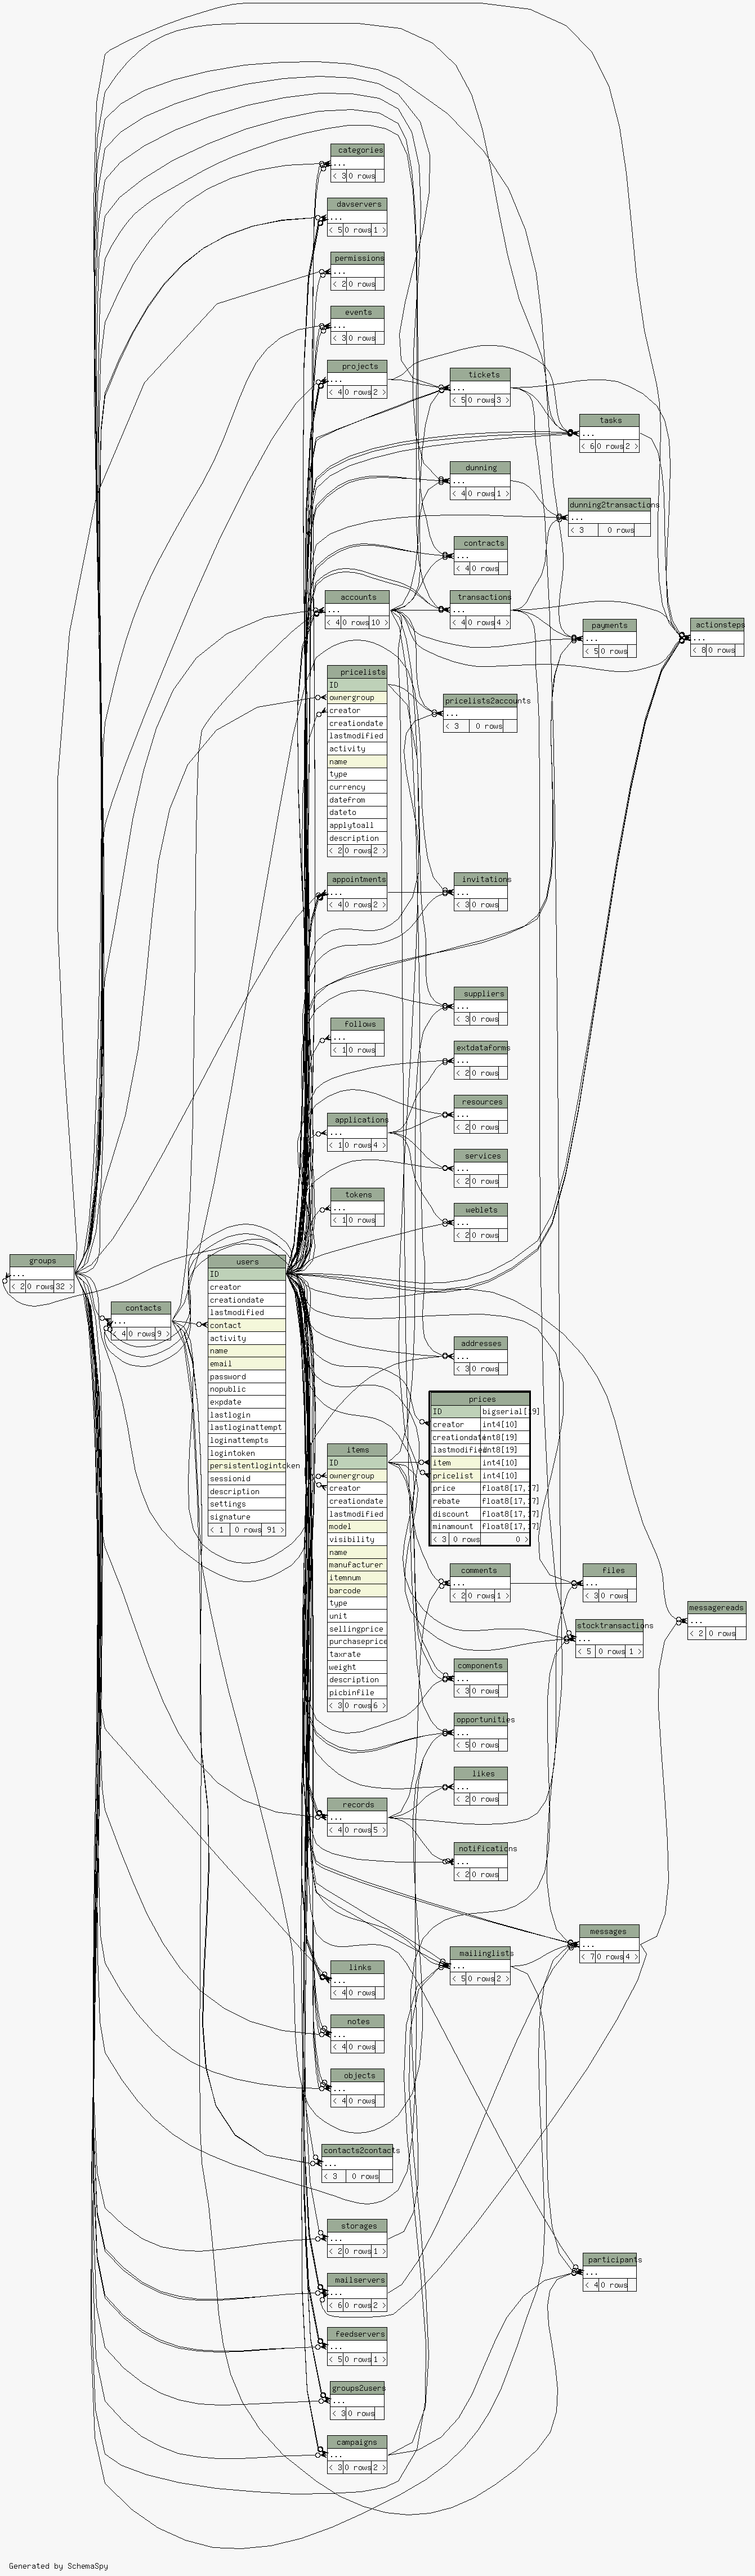 categories
...
< 3 0 rows
davservers
...
< 5 0 rows 1 >
permissions
...
< 2 0 rows
events
...
< 3 0 rows
projects
...
< 4 0 rows 2 >
tickets
...
< 5 0 rows 3 >
tasks
...
< 6 0 rows 2 >
dunning
...
< 4 0 rows 1 >
dunning2transactions
...
< 3 0 rows
contracts
...
< 4 0 rows
accounts
...
< 4 0 rows 10 >
transactions
...
< 4 0 rows 4 >
payments
...
< 5 0 rows
actionsteps
...
< 8 0 rows
pricelists
ID
ownergroup
creator
creationdate
lastmodified
activity
name
type
currency
datefrom
dateto
applytoall
description
< 2 0 rows 2 >
pricelists2accounts
...
< 3 0 rows
appointments
...
< 4 0 rows 2 >
invitations
...
< 3 0 rows
suppliers
...
< 3 0 rows
follows
...
< 1 0 rows
extdataforms
...
< 2 0 rows
resources
...
< 2 0 rows
applications
...
< 1 0 rows 4 >
services
...
< 2 0 rows
tokens
...
< 1 0 rows
weblets
...
< 2 0 rows
groups
...
< 2 0 rows 32 >
contacts
...
< 4 0 rows 9 >
users
ID
creator
creationdate
lastmodified
contact
activity
name
email
password
nopublic
expdate
lastlogin
lastloginattempt
loginattempts
logintoken
persistentlogintoken
sessionid
description
settings
signature
< 1 0 rows 91 >
addresses
...
< 3 0 rows
prices
ID bigserial[19]
creator int4[10]
creationdate int8[19]
lastmodified int8[19]
item int4[10]
pricelist int4[10]
price float8[17,17]
rebate float8[17,17]
discount float8[17,17]
minamount float8[17,17]
< 3 0 rows 0 >
items
ID
ownergroup
creator
creationdate
lastmodified
model
visibility
name
manufacturer
itemnum
barcode
type
unit
sellingprice
purchaseprice
taxrate
weight
description
picbinfile
< 3 0 rows 6 >
comments
...
< 2 0 rows 1 >
files
...
< 3 0 rows
messagereads
...
< 2 0 rows
stocktransactions
...
< 5 0 rows 1 >
components
...
< 3 0 rows
opportunities
...
< 5 0 rows
likes
...
< 2 0 rows
records
...
< 4 0 rows 5 >
notifications
...
< 2 0 rows
messages
...
< 7 0 rows 4 >
mailinglists
...
< 5 0 rows 2 >
links
...
< 4 0 rows
notes
...
< 4 0 rows
objects
...
< 4 0 rows
contacts2contacts
...
< 3 0 rows
storages
...
< 2 0 rows 1 >
participants
...
< 4 0 rows
mailservers
...
< 6 0 rows 2 >
feedservers
...
< 5 0 rows 1 >
groups2users
...
< 3 0 rows
campaigns
...
< 3 0 rows 2 >
Generated by SchemaSpy